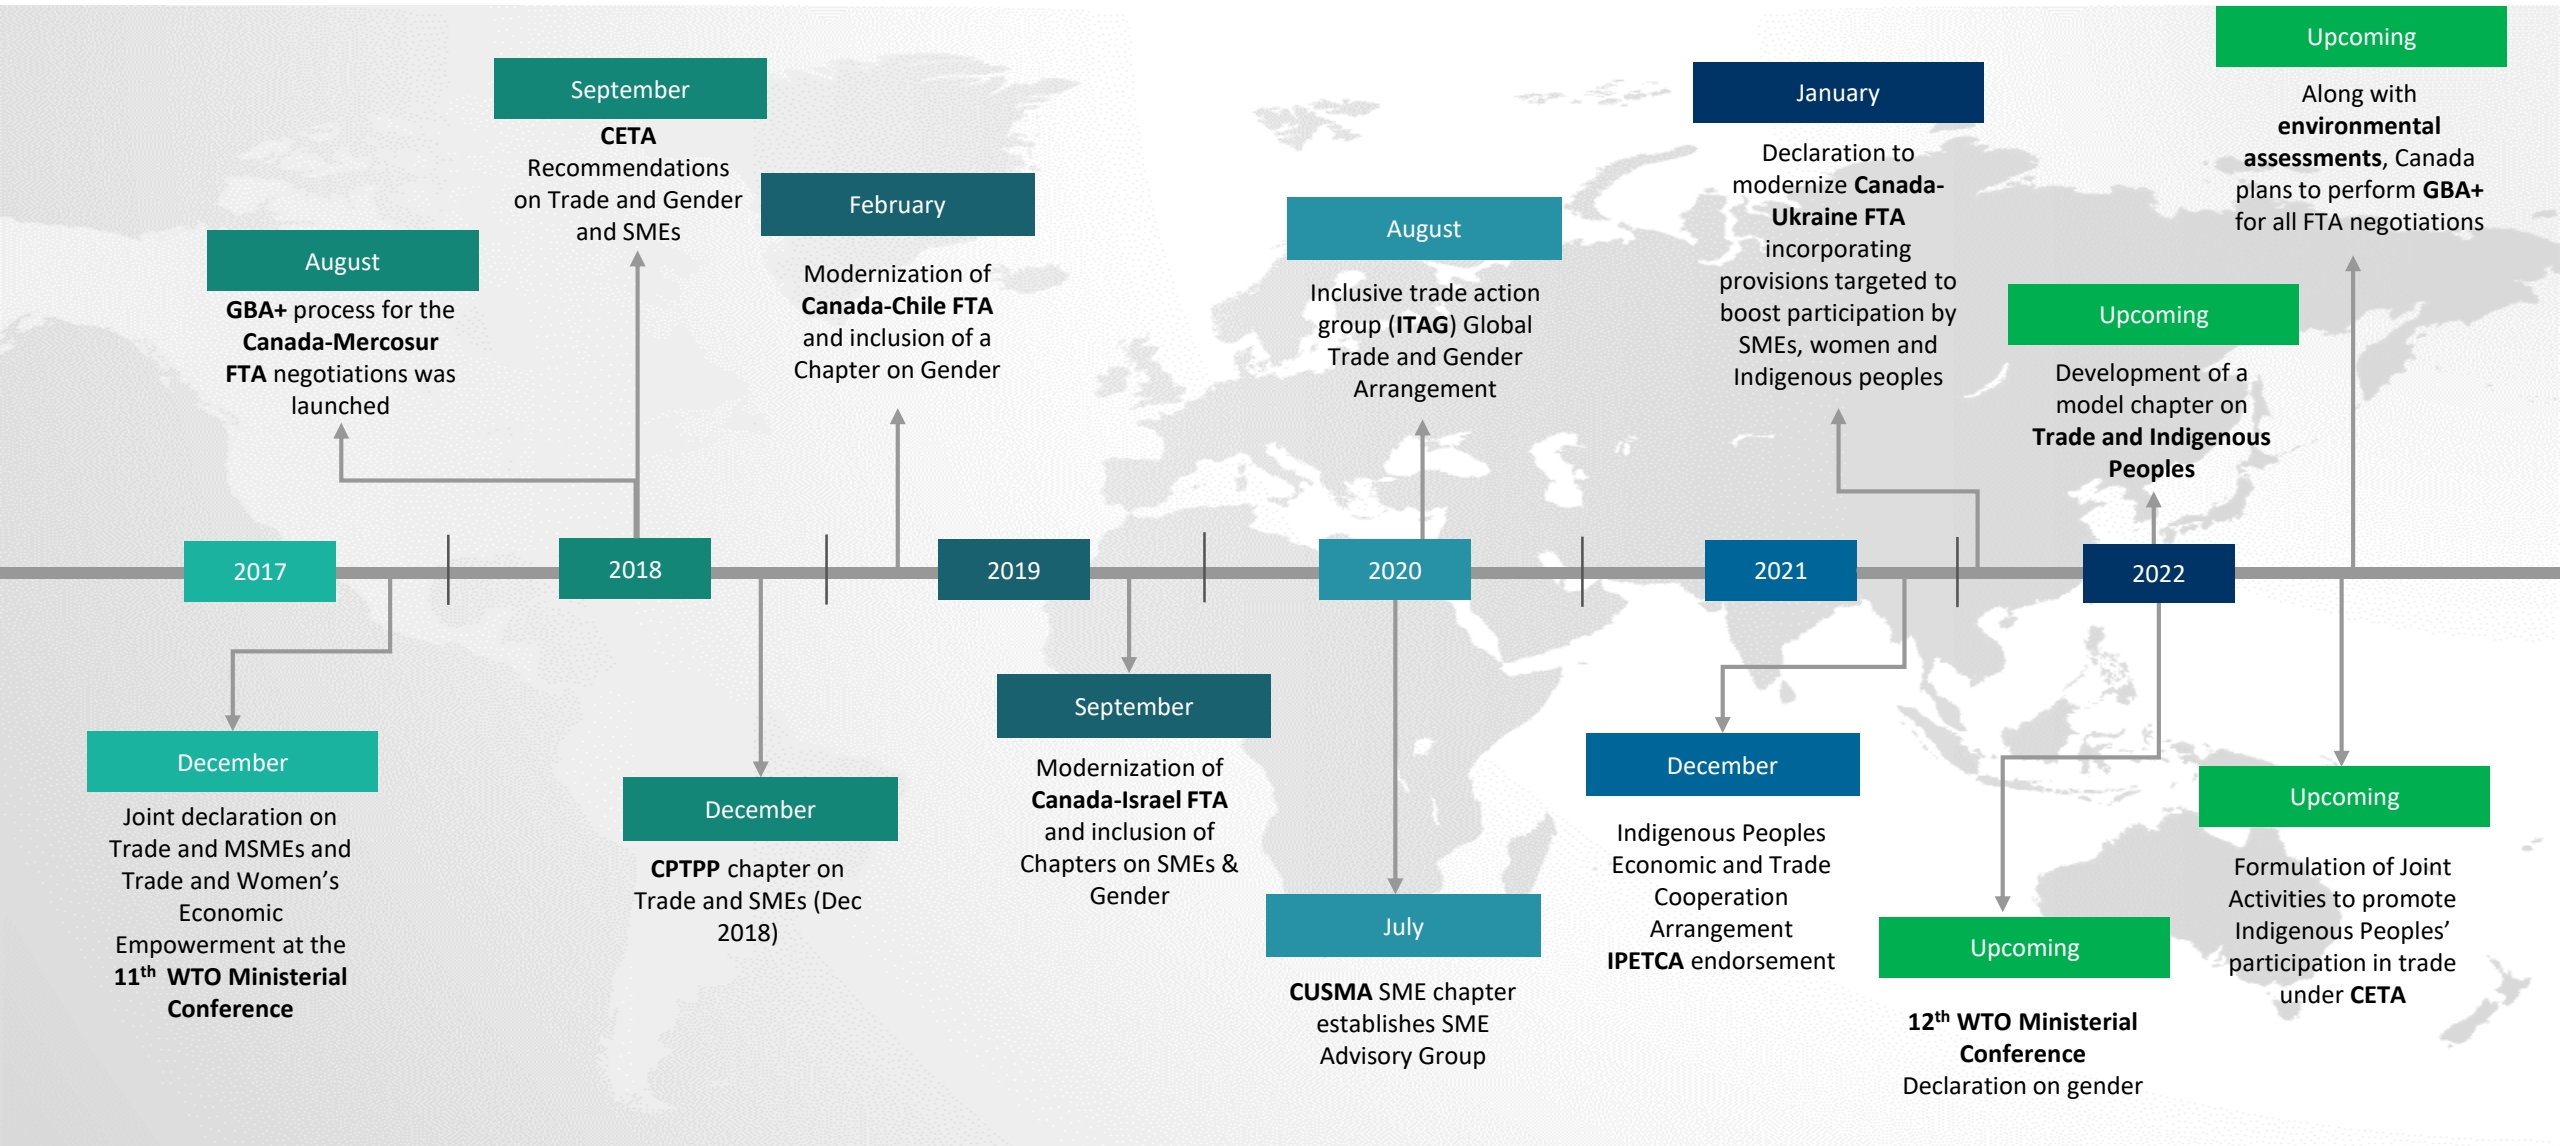 Upcoming
Along with
environmental
assessments, Canada
plans to perform GBA+
for all FTA negotiations
September
CETA
Recommendations
on Trade and Gender
and SMEs
January
Declaration to
modernize Canada-
Ukraine FTA
incorporating
provisions targeted to
boost participation by
SMEs, women and
Indigenous peoples
February
Modernization of
Canada-Chile FTA
and inclusion of a
Chapter on Gender
August
Inclusive trade action
group (ITAG) Global
Trade and Gender
Arrangement
August
GBA+ process for the
Canada-Mercosur
FTA negotiations was
launched
Upcoming
Development of a
model chapter on
Trade and Indigenous
Peoples
2017
2018
2019
2020
2021
2022
December
Joint declaration on
Trade and MSMEs and
Trade and Women’s
Economic
Empowerment at the
11th WTO Ministerial
Conference
December
CPTPP chapter on
Trade and SMEs (Dec
2018)
September
Modernization of
Canada-Israel FTA
and inclusion of
Chapters on SMEs &
Gender
July
CUSMA SME chapter
establishes SME
Advisory Group
December
Indigenous Peoples
Economic and Trade
Cooperation
Arrangement
IPETCA endorsement
Upcoming
12th WTO Ministerial
Conference
Declaration on gender
Upcoming
Formulation of Joint
Activities to promote
Indigenous Peoples’
participation in trade
under CETA